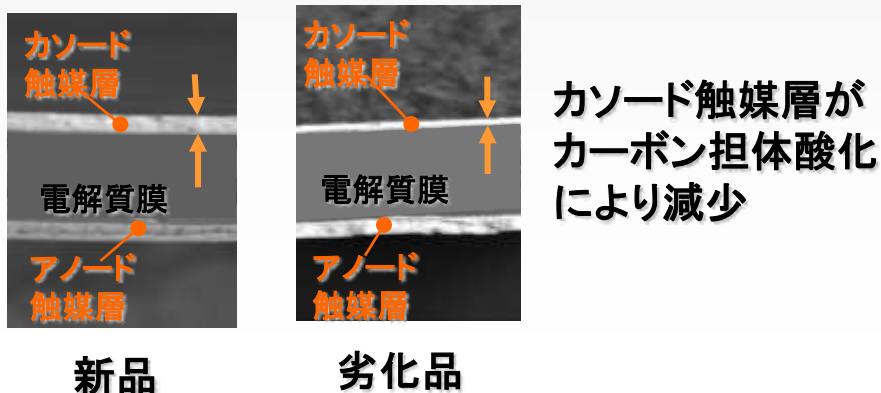 カソード
触媒層
電解質膜
アノード
触媒層
新品
カソード
触媒層
電解質膜
アノード
触媒層
劣化品
カソード触媒層が
カーボン担体酸化
により減少